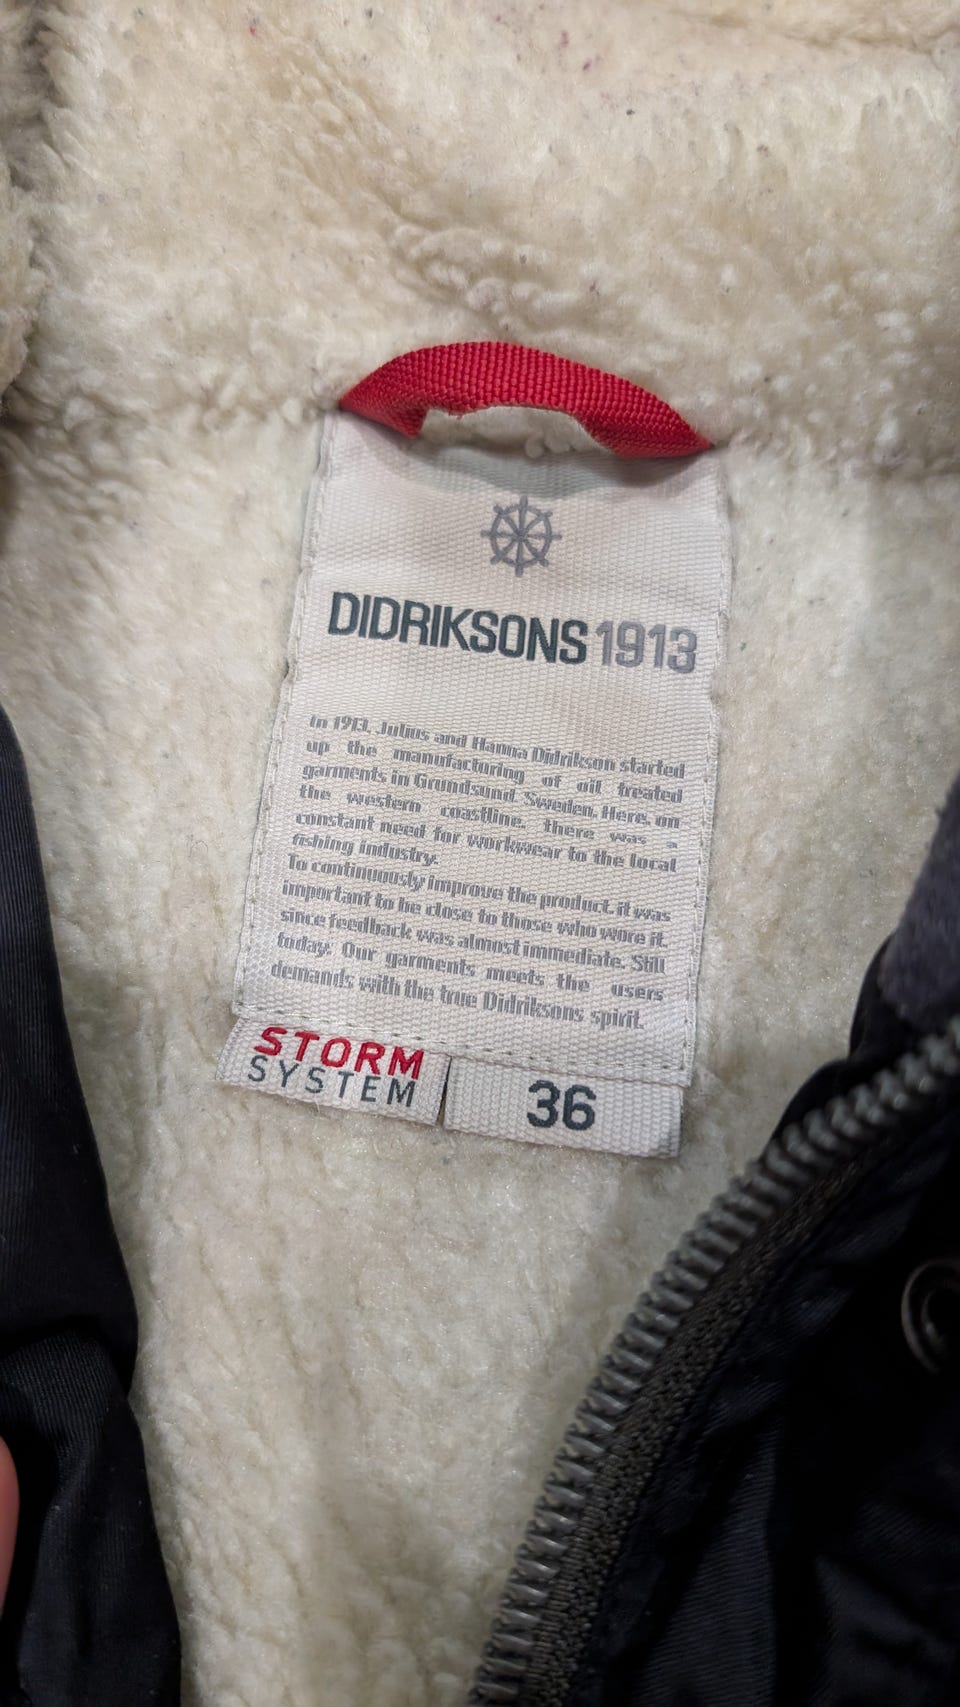 DIDRIKSONS 1913
In 1913, Julius and Hanna Didrikson started
up the manufacturing of oil treated
garments in Grundsund, Sweden. Here, on
the western coastline, there was a
constant need for workwear to the local
fishing industry.
To continuously improve the product, it was
important to be close to those who wore it,
since feedback was almost immediate. Still
today. Our garments meets the users
demands with the true Didriksons spirit.
STORM
SYSTEM
36